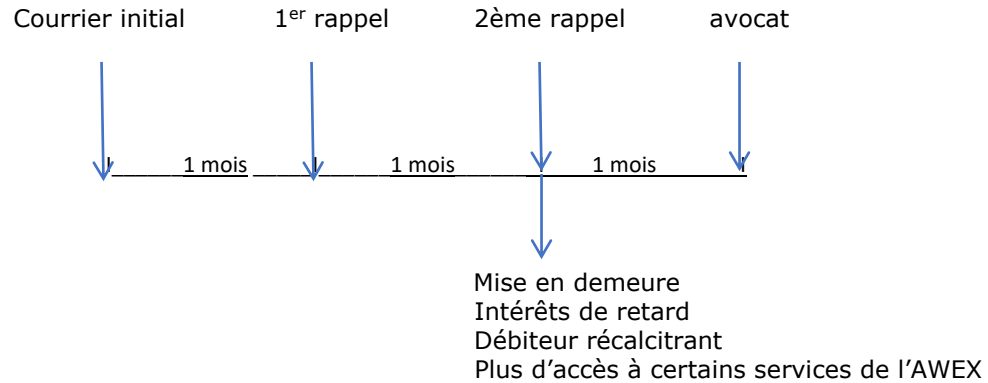 Courrier initial 1er rappel 2ème rappel avocat
1 mois 1 mois 1 mois
Mise en demeure
Intérêts de retard
Débiteur récalcitrant
Plus d'accès à certains services de l'AWEX